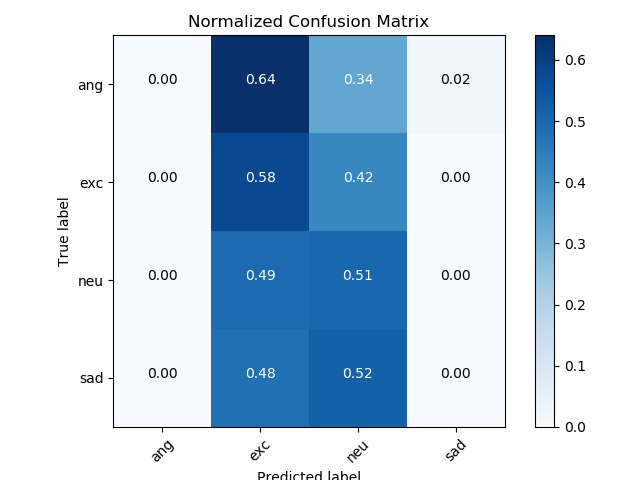 Normalized Confusion Matrix
ang 0.00 0.64 0.34 0.02
exc 0.00 0.58 0.42 0.00
neu 0.00 0.49 0.51 0.00
sad 0.00 0.48 0.52 0.00
ang exc neu sad
True label
Predicted label
0.6
0.5
0.4
0.3
0.2
0.1
0.0